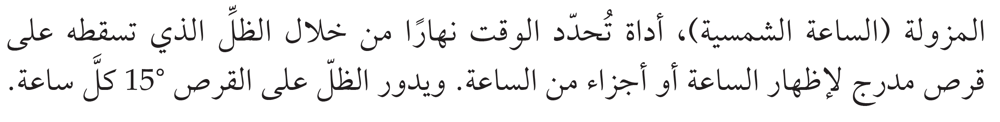 المزولة (الساعة الشمسية)، أداة تُحدّد الوقت نهارًا من خلال الظلَِّ الذي تسقطه على
قرص مدرج لإظهار الساعة أو أجزاء من الساعة. ويدور الظلّ على القرص 15° كلَّ ساعة.